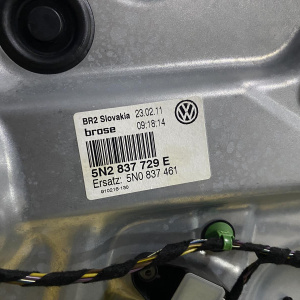 BR2 Slovakia 23.02.11
brose 09:18:14
5N2 837 729 E
Ersatz: 5N0 837 461